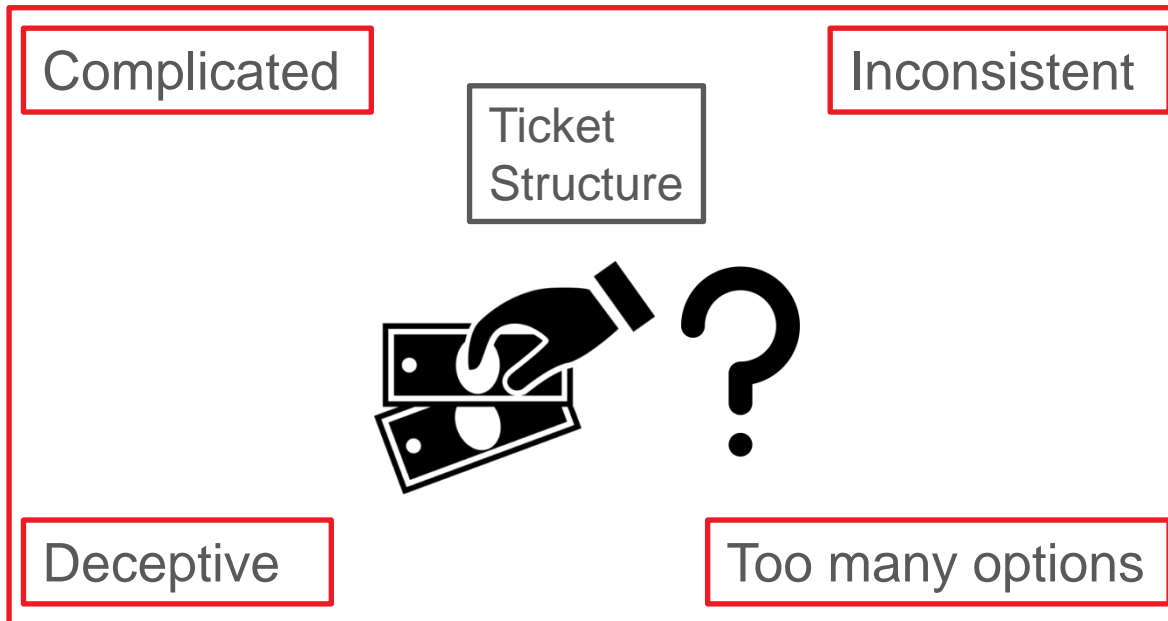 Complicated
Inconsistent
Ticket
Structure
Deceptive
Too many options